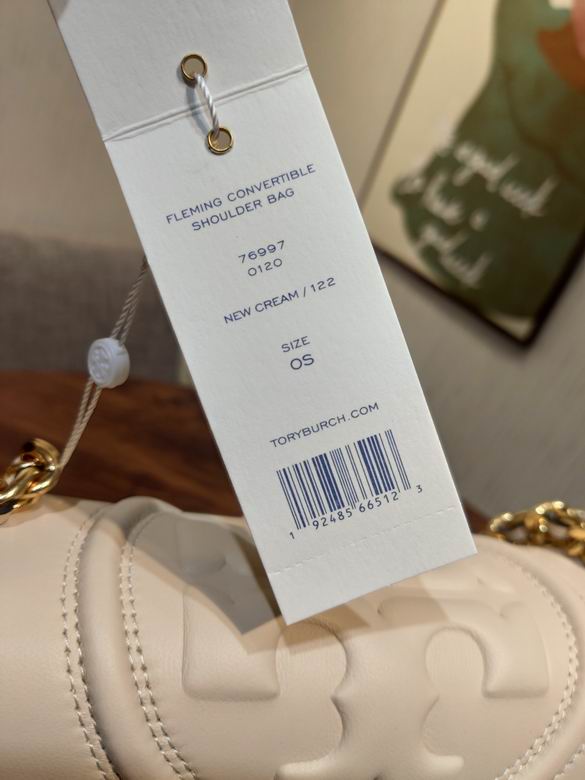 FLEMING CONVERTIBLE
SHOULDER BAG
76997
0120
NEW CREAM / 122
SIZE
OS
TORYBURCH.COM
1 92485 66512 3